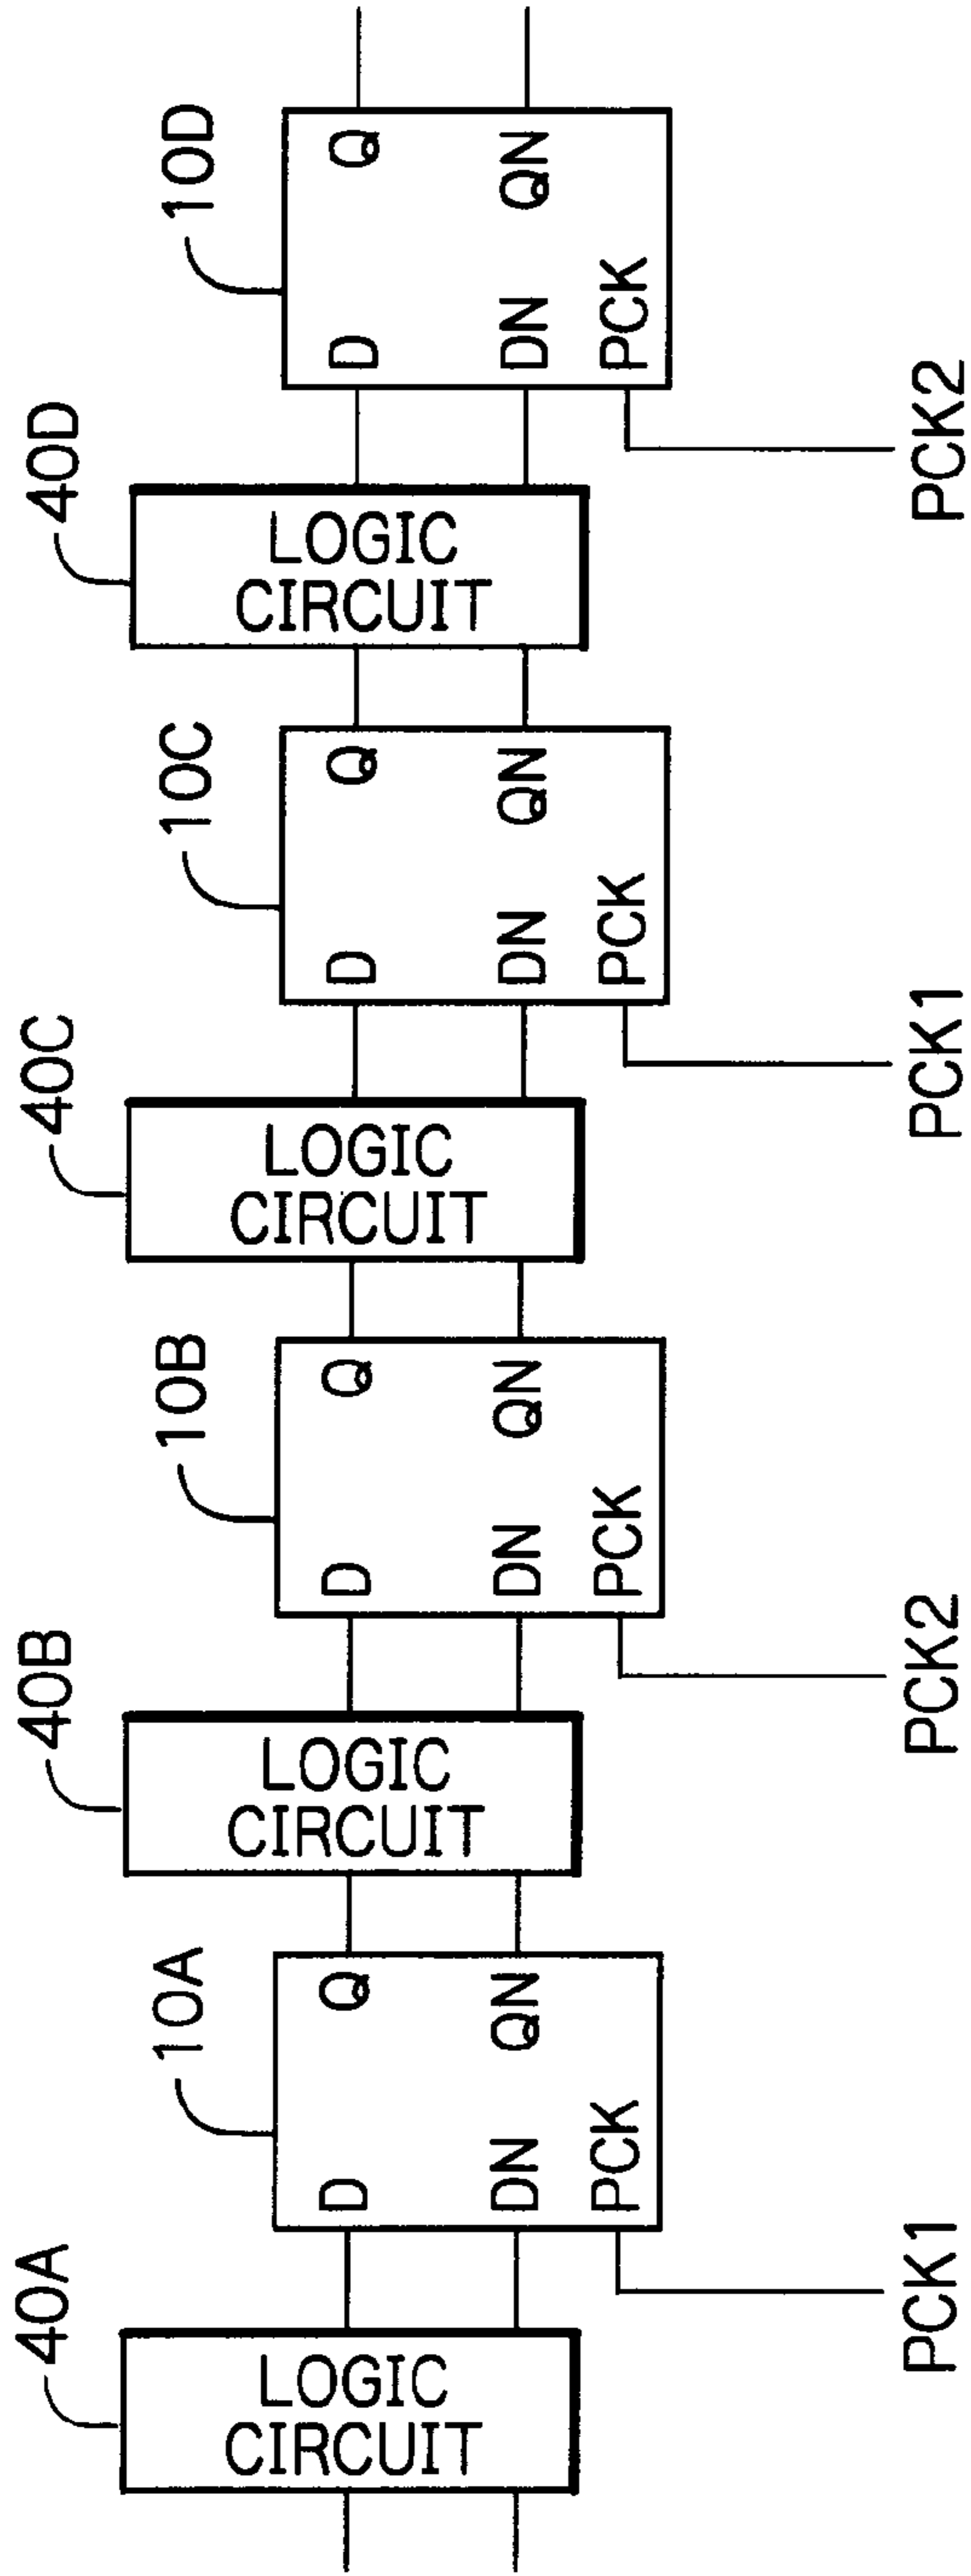 40A
40B
40C
40D
10A
10B
10C
10D
LOGIC
CIRCUIT
D
Q
LOGIC
CIRCUIT
D
Q
LOGIC
CIRCUIT
D
Q
LOGIC
CIRCUIT
D
Q
DN
QN
DN
QN
DN
QN
DN
QN
PCK
PCK
PCK
PCK
PCK1
PCK2
PCK1
PCK2